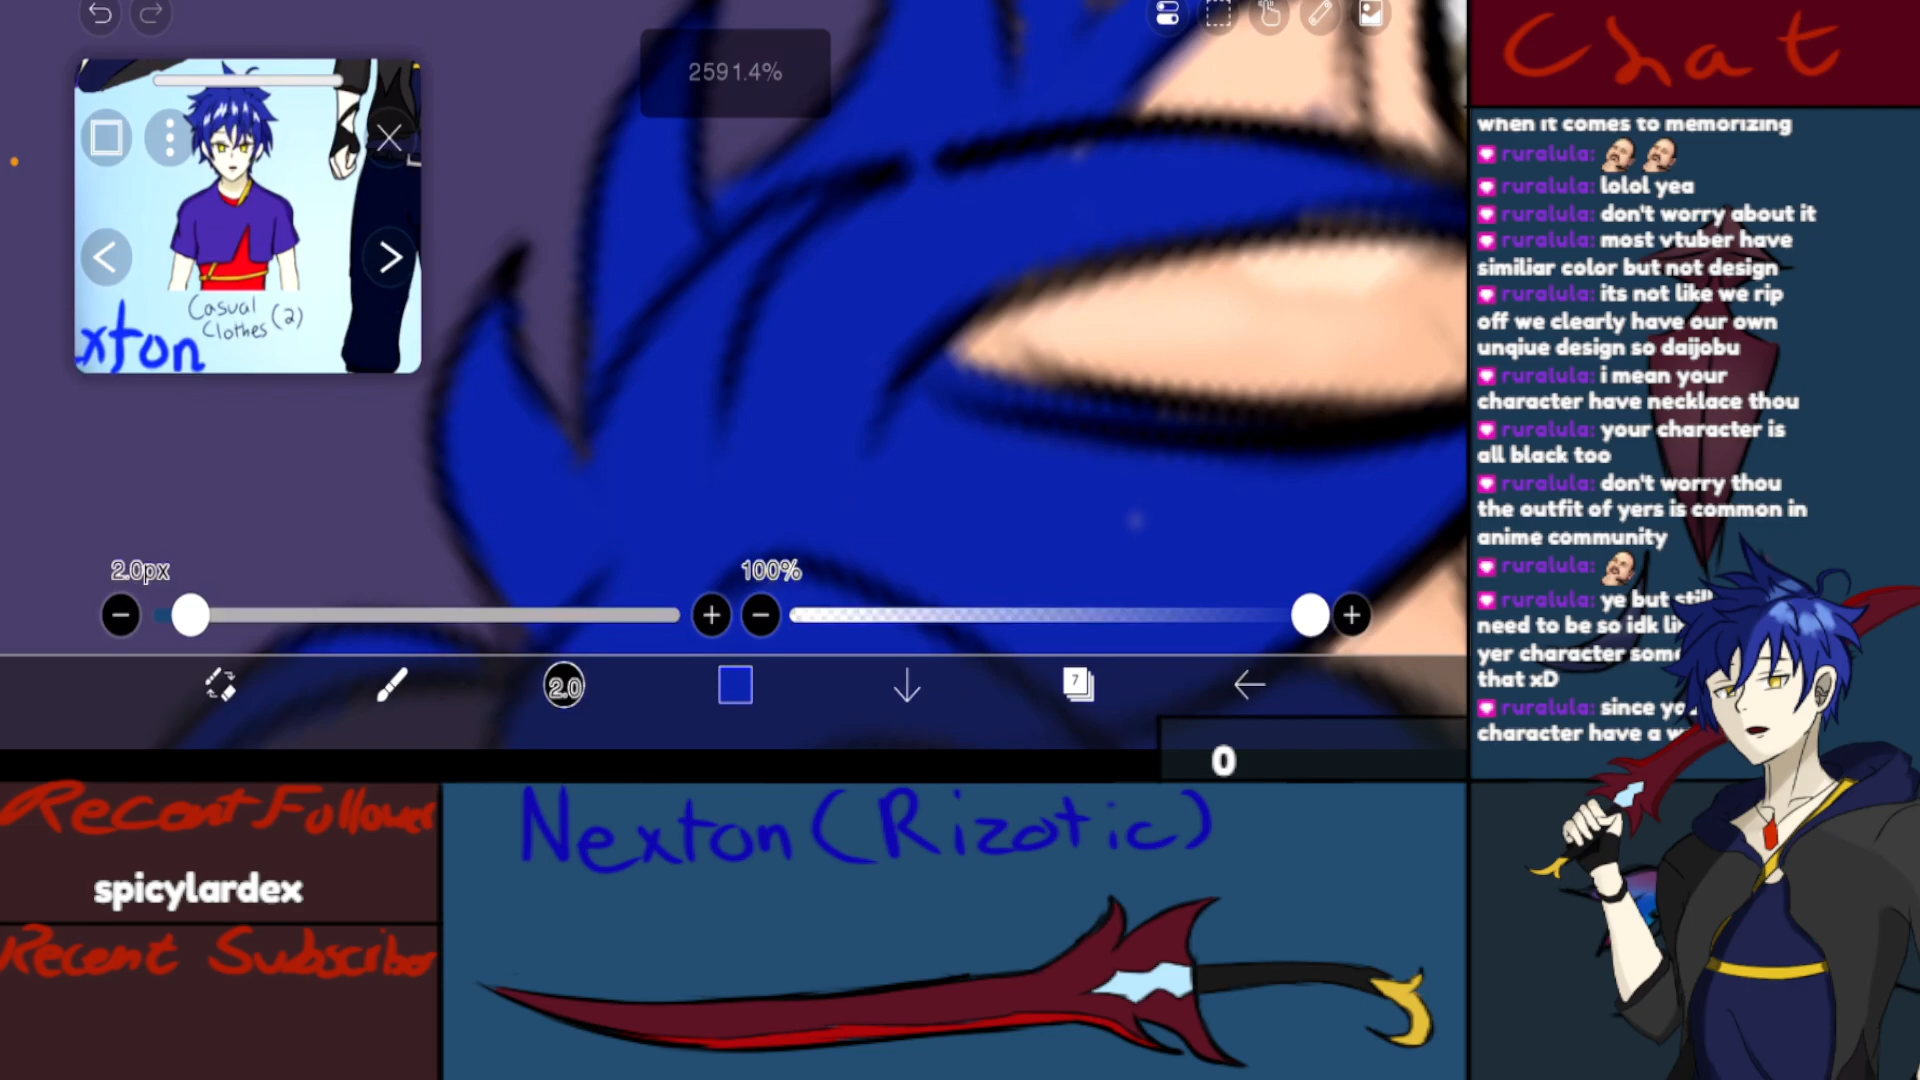 2591.4%
Casual
Clothes (2)
xton
2.0px
100%
2.0
7
0
Chat
when it comes to memorizing
ruralula:
ruralula: lolol yea
ruralula: don't worry about it
ruralula: most vtuber have
similiar color but not design
ruralula: its not like we rip
off we clearly have our own
unqiue design so daijobu
ruralula: i mean your
character have necklace thou
ruralula: your character is
all black too
ruralula: don't worry thou
the outfit of yers is common in
anime community
ruralula:
ruralula: ye but still
need to be so idk
yer character
that xD
ruralula: since
character have a
Recent Follower
spicylardex
Recent Subscriber
Nexton (Rizotic)